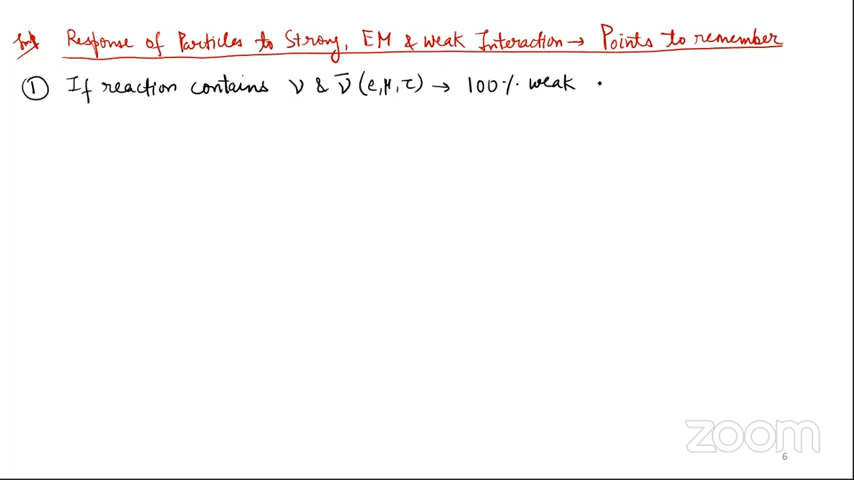 Imp Response of Particles to Strong, EM & weak Interaction → Points to remember
① If reaction contains ν & ν̄ (e, μ, τ) → 100% weak
zoom
6